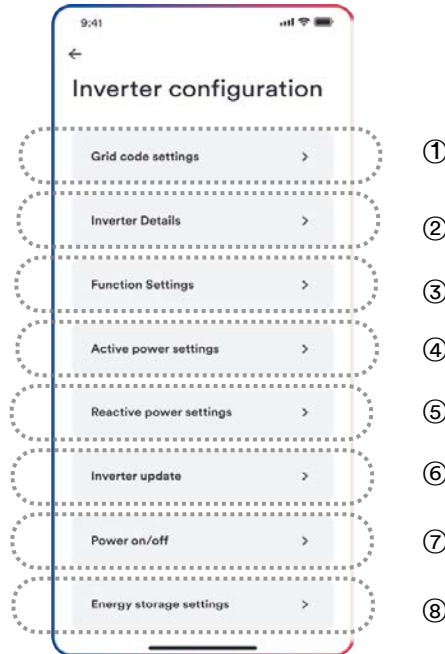 9:41
Inverter configuration
Grid code settings >
①
Inverter Details >
②
Function Settings >
③
Active power settings >
④
Reactive power settings >
⑤
Inverter update >
⑥
Power on/off >
⑦
Energy storage settings >
⑧